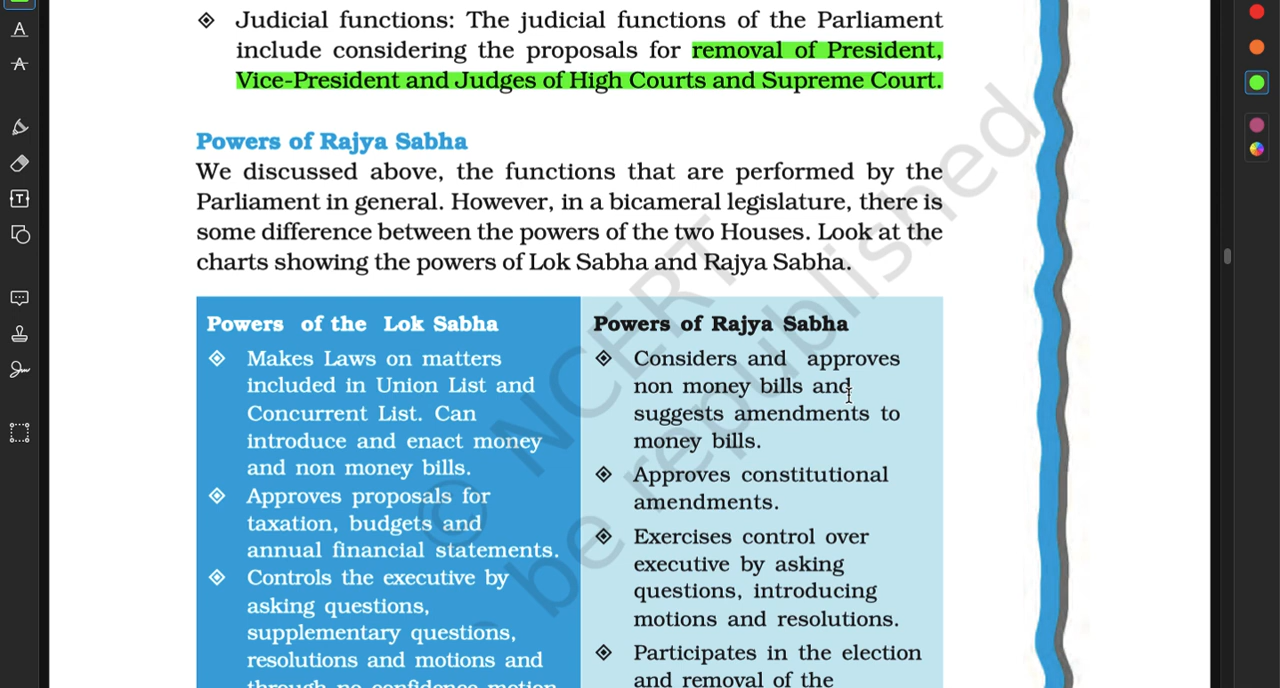 Judicial functions: The judicial functions of the Parliament
include considering the proposals for removal of President,
Vice-President and Judges of High Courts and Supreme Court.
Powers of Rajya Sabha
We discussed above, the functions that are performed by the
Parliament in general. However, in a bicameral legislature, there is
some difference between the powers of the two Houses. Look at the
charts showing the powers of Lok Sabha and Rajya Sabha.
Powers of the Lok Sabha
Makes Laws on matters
included in Union List and
Concurrent List. Can
introduce and enact money
and non money bills.
Approves proposals for
taxation, budgets and
annual financial statements.
Controls the executive by
asking questions,
supplementary questions,
resolutions and motions and
through no confidence motion
Powers of Rajya Sabha
Considers and approves
non money bills and
suggests amendments to
money bills.
Approves constitutional
amendments.
Exercises control over
executive by asking
questions, introducing
motions and resolutions.
Participates in the election
and removal of the
© NCERT
be republished